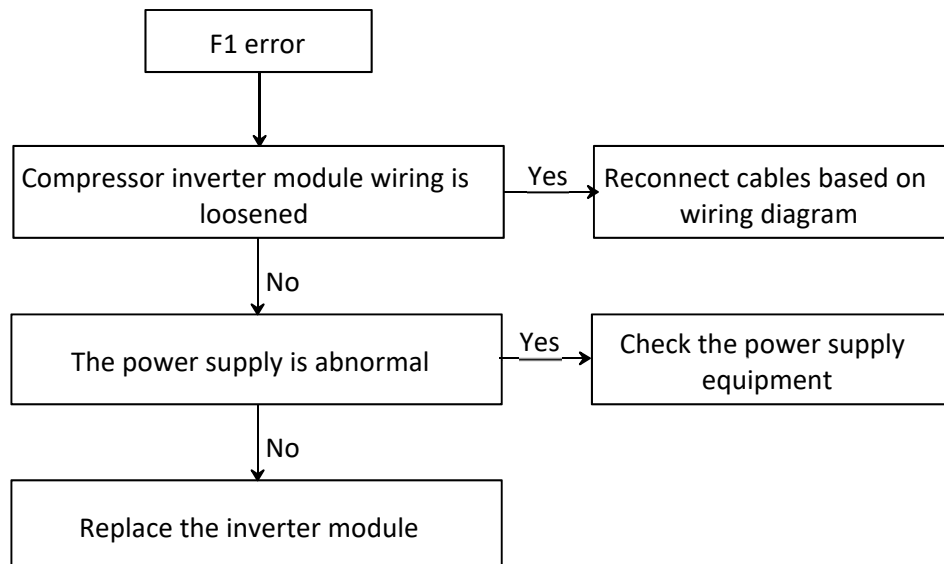 F1 error
Compressor inverter module wiring is
loosened
Yes
Reconnect cables based on
wiring diagram
No
The power supply is abnormal
Yes
Check the power supply
equipment
No
Replace the inverter module